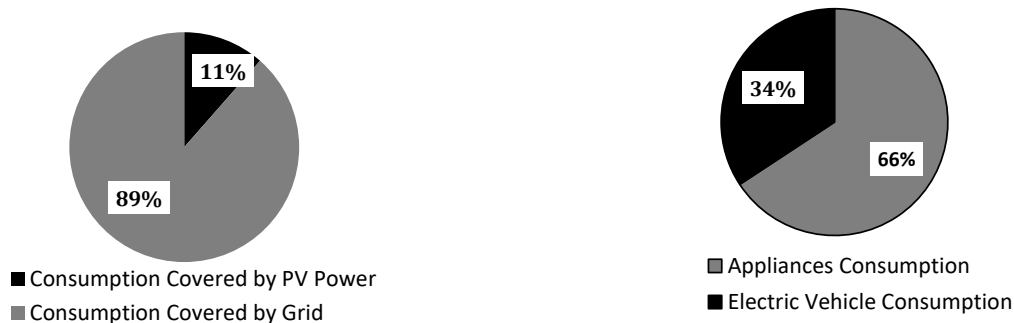 11%
89%
Consumption Covered by PV Power
Consumption Covered by Grid
34%
66%
Appliances Consumption
Electric Vehicle Consumption